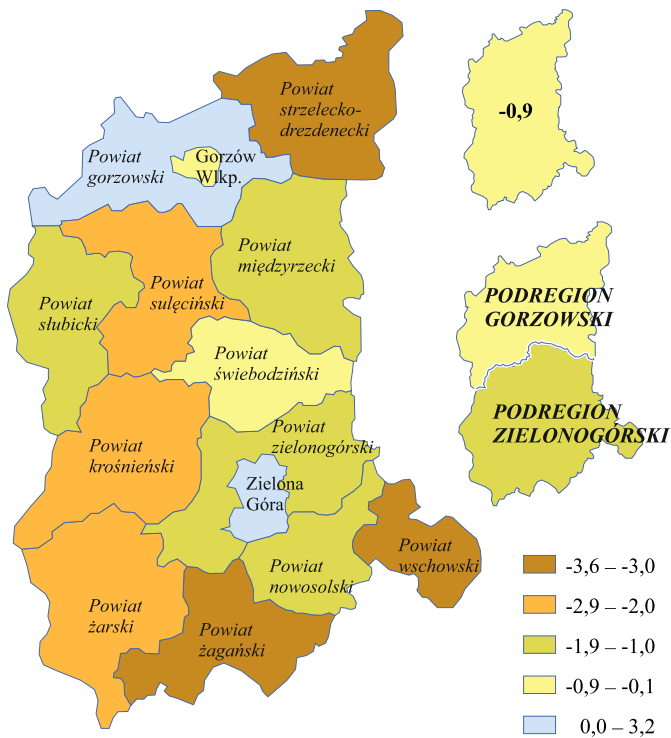 Powiat
strzelecko-
drezdenecki
-0,9
Powiat
gorzowski
Gorzów
Wlkp.
Powiat
międzyrzecki
Powiat
sulęciński
Powiat
słubicki
PODREGION
GORZOWSKI
Powiat
świebodziński
PODREGION
ZIELONOGÓRSKI
Powiat
zielonogórski
Powiat
krośnieński
Zielona
Góra
Powiat
wschowski
Powiat
nowosolski
Powiat
żarski
Powiat
żagański
-3,6 – -3,0
-2,9 – -2,0
-1,9 – -1,0
-0,9 – -0,1
0,0 – 3,2